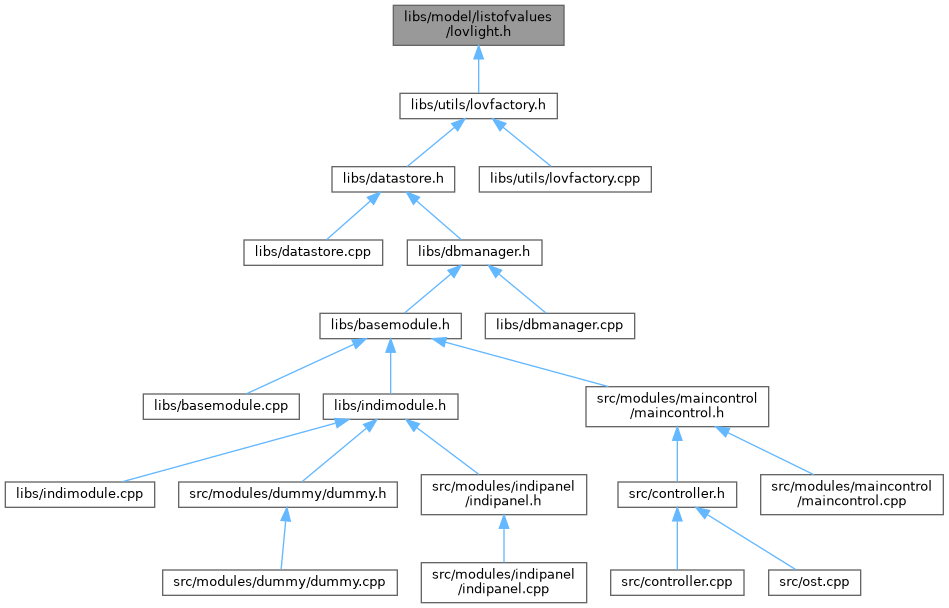 libs/model/listofvalues
/lovlight.h
libs/utils/lovfactory.h
libs/datastore.h
libs/utils/lovfactory.cpp
libs/datastore.cpp
libs/dbmanager.h
libs/basemodule.h
libs/dbmanager.cpp
libs/basemodule.cpp
libs/indimodule.h
src/modules/maincontrol
/maincontrol.h
libs/indimodule.cpp
src/modules/dummy/dummy.h
src/modules/indipanel
/indipanel.h
src/controller.h
src/modules/maincontrol
/maincontrol.cpp
src/modules/dummy/dummy.cpp
src/modules/indipanel
/indipanel.cpp
src/controller.cpp
src/ost.cpp